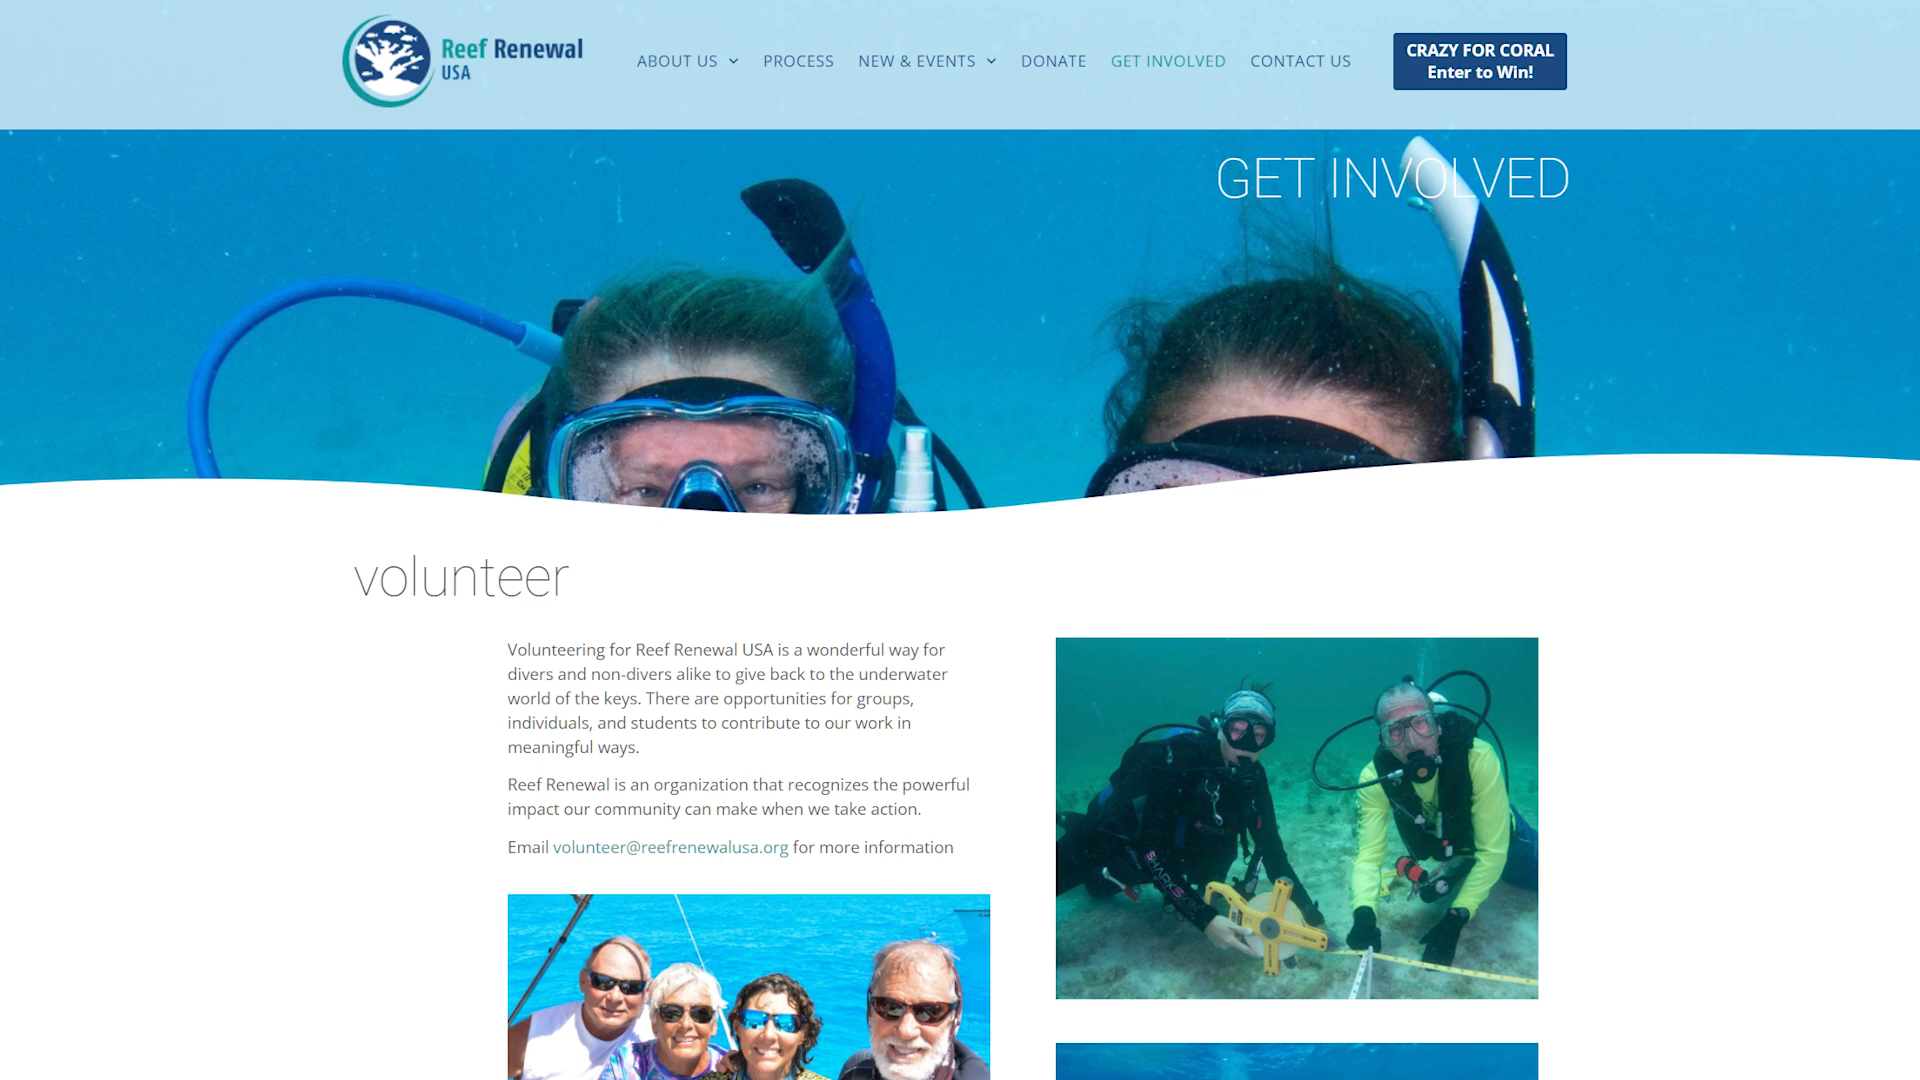 Reef Renewal
USA
ABOUT US
PROCESS
NEW & EVENTS
DONATE
GET INVOLVED
CONTACT US
CRAZY FOR CORAL
Enter to Win!
GET INVOLVED
volunteer
Volunteering for Reef Renewal USA is a wonderful way for
divers and non-divers alike to give back to the underwater
world of the keys. There are opportunities for groups,
individuals, and students to contribute to our work in
meaningful ways.
Reef Renewal is an organization that recognizes the powerful
impact our community can make when we take action.
Email volunteer@reefrenewalusa.org for more information